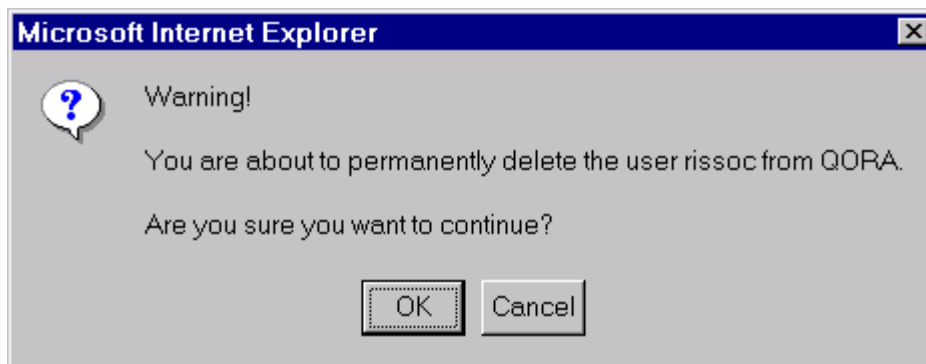 Microsoft Internet Explorer
Warning!
You are about to permanently delete the user rissoc from QORA.
Are you sure you want to continue?
OK Cancel